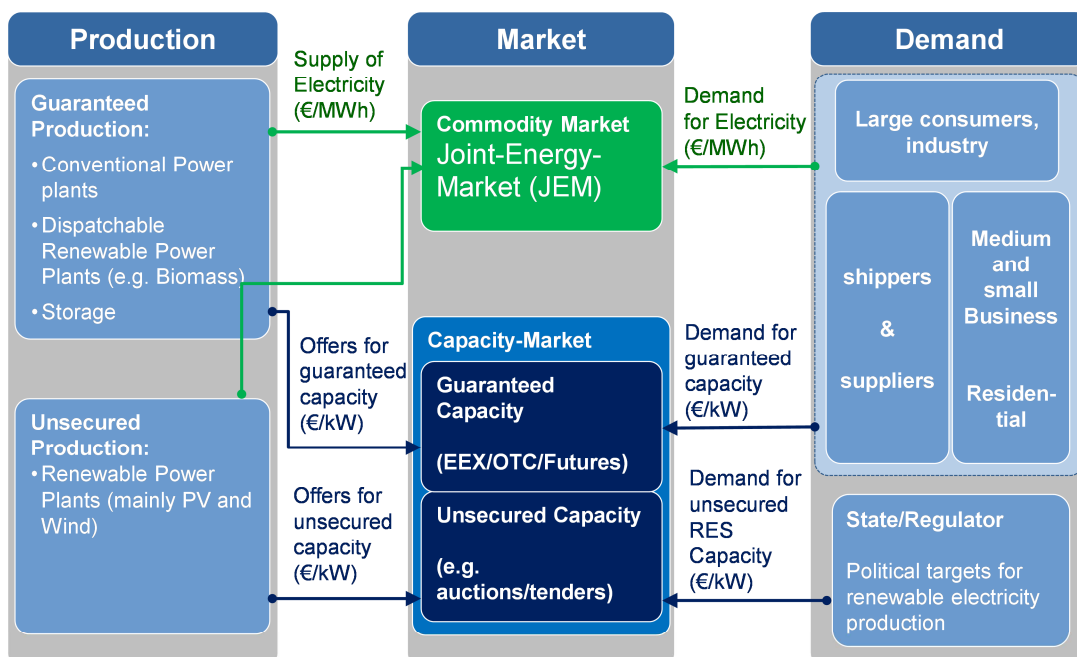 Production
Guaranteed
Production:
• Conventional Power
plants
• Dispatchable
Renewable Power
Plants (e.g. Biomass)
• Storage
Unsecured
Production:
• Renewable Power
Plants (mainly PV and
Wind)
Supply of
Electricity
(€/MWh)
Offers for
guaranteed
capacity
(€/kW)
Offers for
unsecured
capacity
(€/kW)
Market
Commodity Market
Joint-Energy-
Market (JEM)
Capacity-Market
Guaranteed
Capacity
(EEX/OTC/Futures)
Unsecured Capacity
(e.g.
auctions/tenders)
Demand
for Electricity
(€/MWh)
Demand for
guaranteed
capacity
(€/kW)
Demand for
unsecured
RES
Capacity
(€/kW)
Demand
Large consumers,
industry
shippers
&
suppliers
Medium
and
small
Business
Residen-
tial
State/Regulator
Political targets for
renewable electricity
production